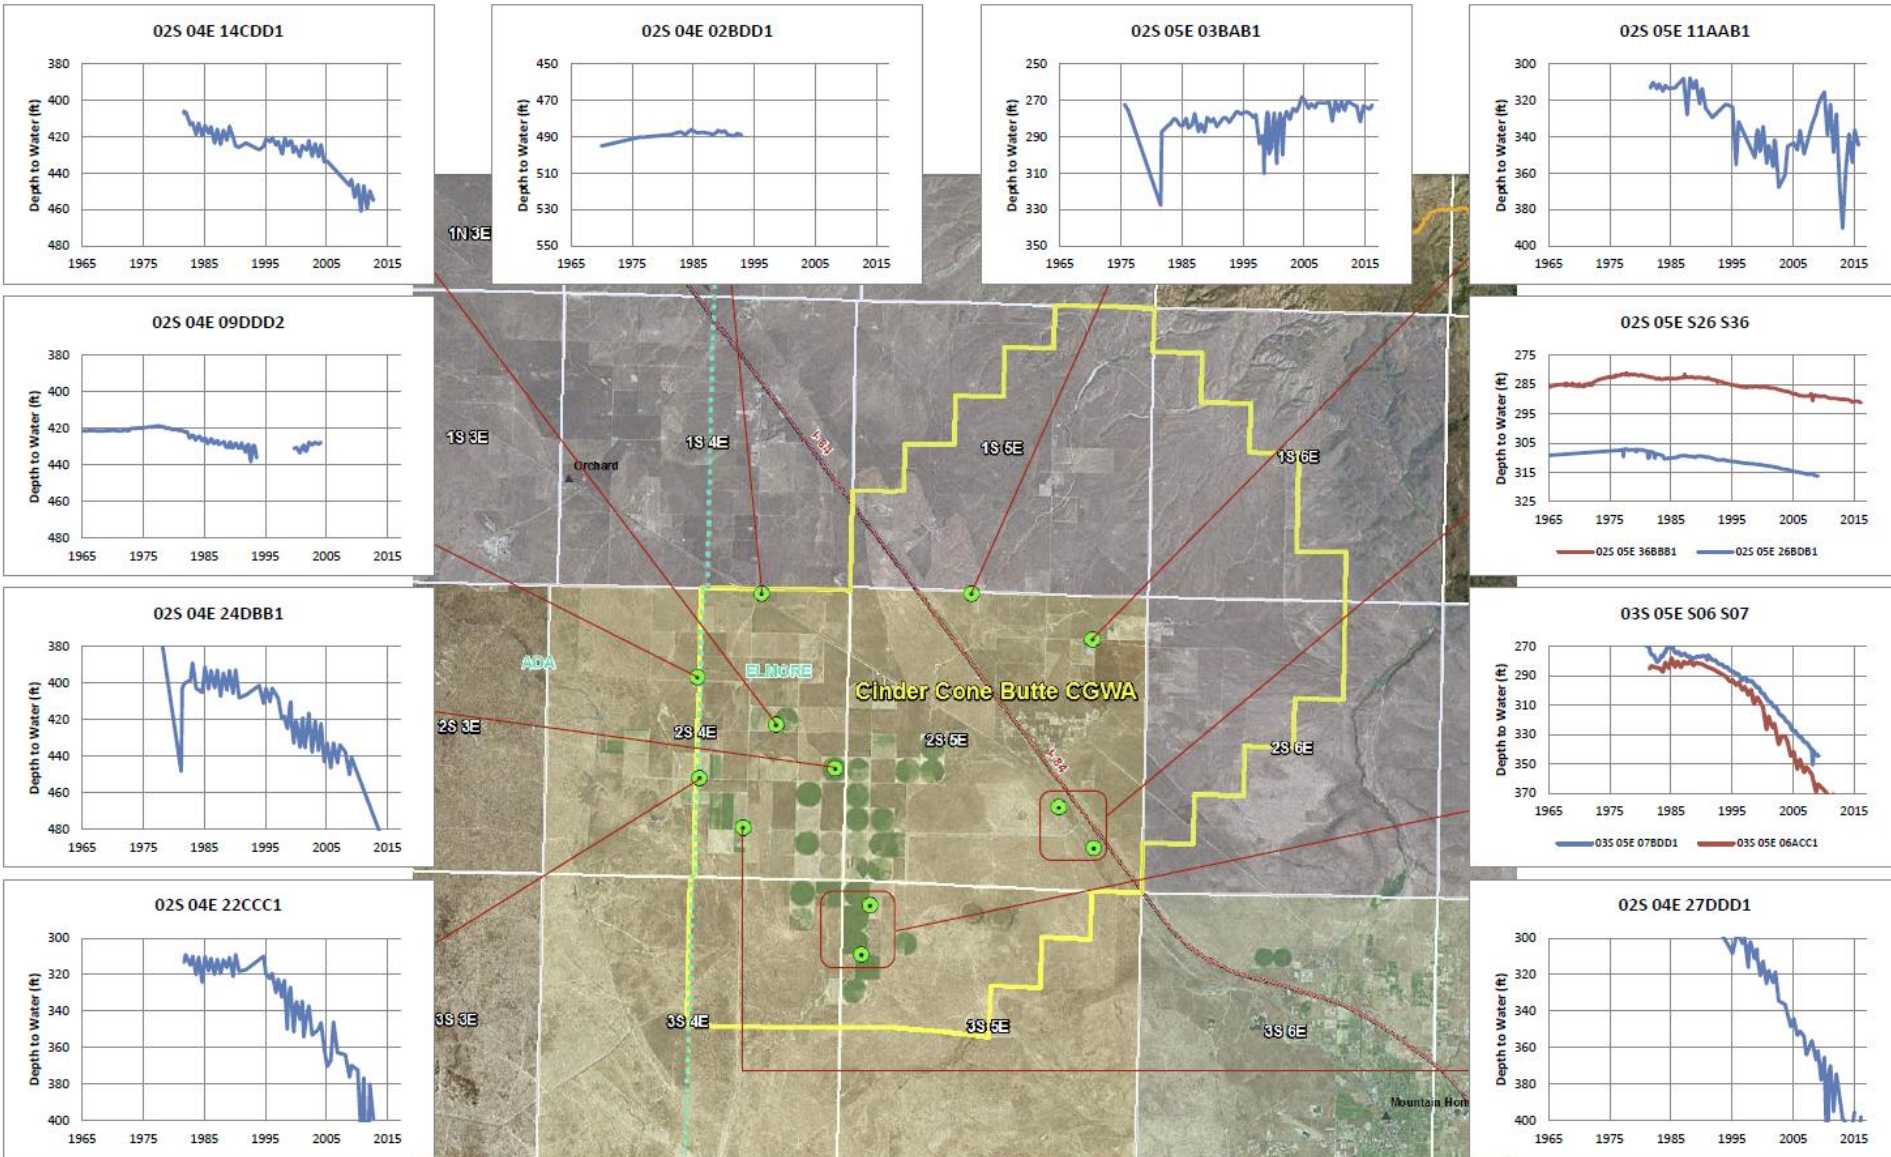 02S 04E 14CDD1
Depth to Water (ft)
380
400
420
440
460
480
1965 1975 1985 1995 2005 2015
02S 04E 02BDD1
Depth to Water (ft)
450
470
490
510
530
550
1965 1975 1985 1995 2005 2015
02S 05E 03BAB1
Depth to Water (ft)
250
270
290
310
330
350
1965 1975 1985 1995 2005 2015
02S 05E 11AAB1
Depth to Water (ft)
300
320
340
360
380
400
1965 1975 1985 1995 2005 2015
02S 04E 09DDD2
Depth to Water (ft)
380
400
420
440
460
480
1965 1975 1985 1995 2005 2015
02S 05E S26 S36
Depth to Water (ft)
275
285
295
305
315
325
1965 1975 1985 1995 2005 2015
02S 05E 36BBB1 02S 05E 26BDB1
02S 04E 24DBB1
Depth to Water (ft)
380
400
420
440
460
480
1965 1975 1985 1995 2005 2015
03S 05E S06 S07
Depth to Water (ft)
270
290
310
330
350
370
1965 1975 1985 1995 2005 2015
03S 05E 07BDD1 03S 05E 06ACC1
02S 04E 22CCC1
Depth to Water (ft)
300
320
340
360
380
400
1965 1975 1985 1995 2005 2015
02S 04E 27DDD1
Depth to Water (ft)
300
320
340
360
380
400
1965 1975 1985 1995 2005 2015
1N 3E
1S 3E
1S 4E
I-84
1S 5E
1S 6E
Orchard
ADA
ELMORE
Cinder Cone Butte CGWA
2S 3E
2S 4E
2S 5E
I-84
2S 6E
3S 3E
3S 4E
3S 5E
3S 6E
Mountain Hom